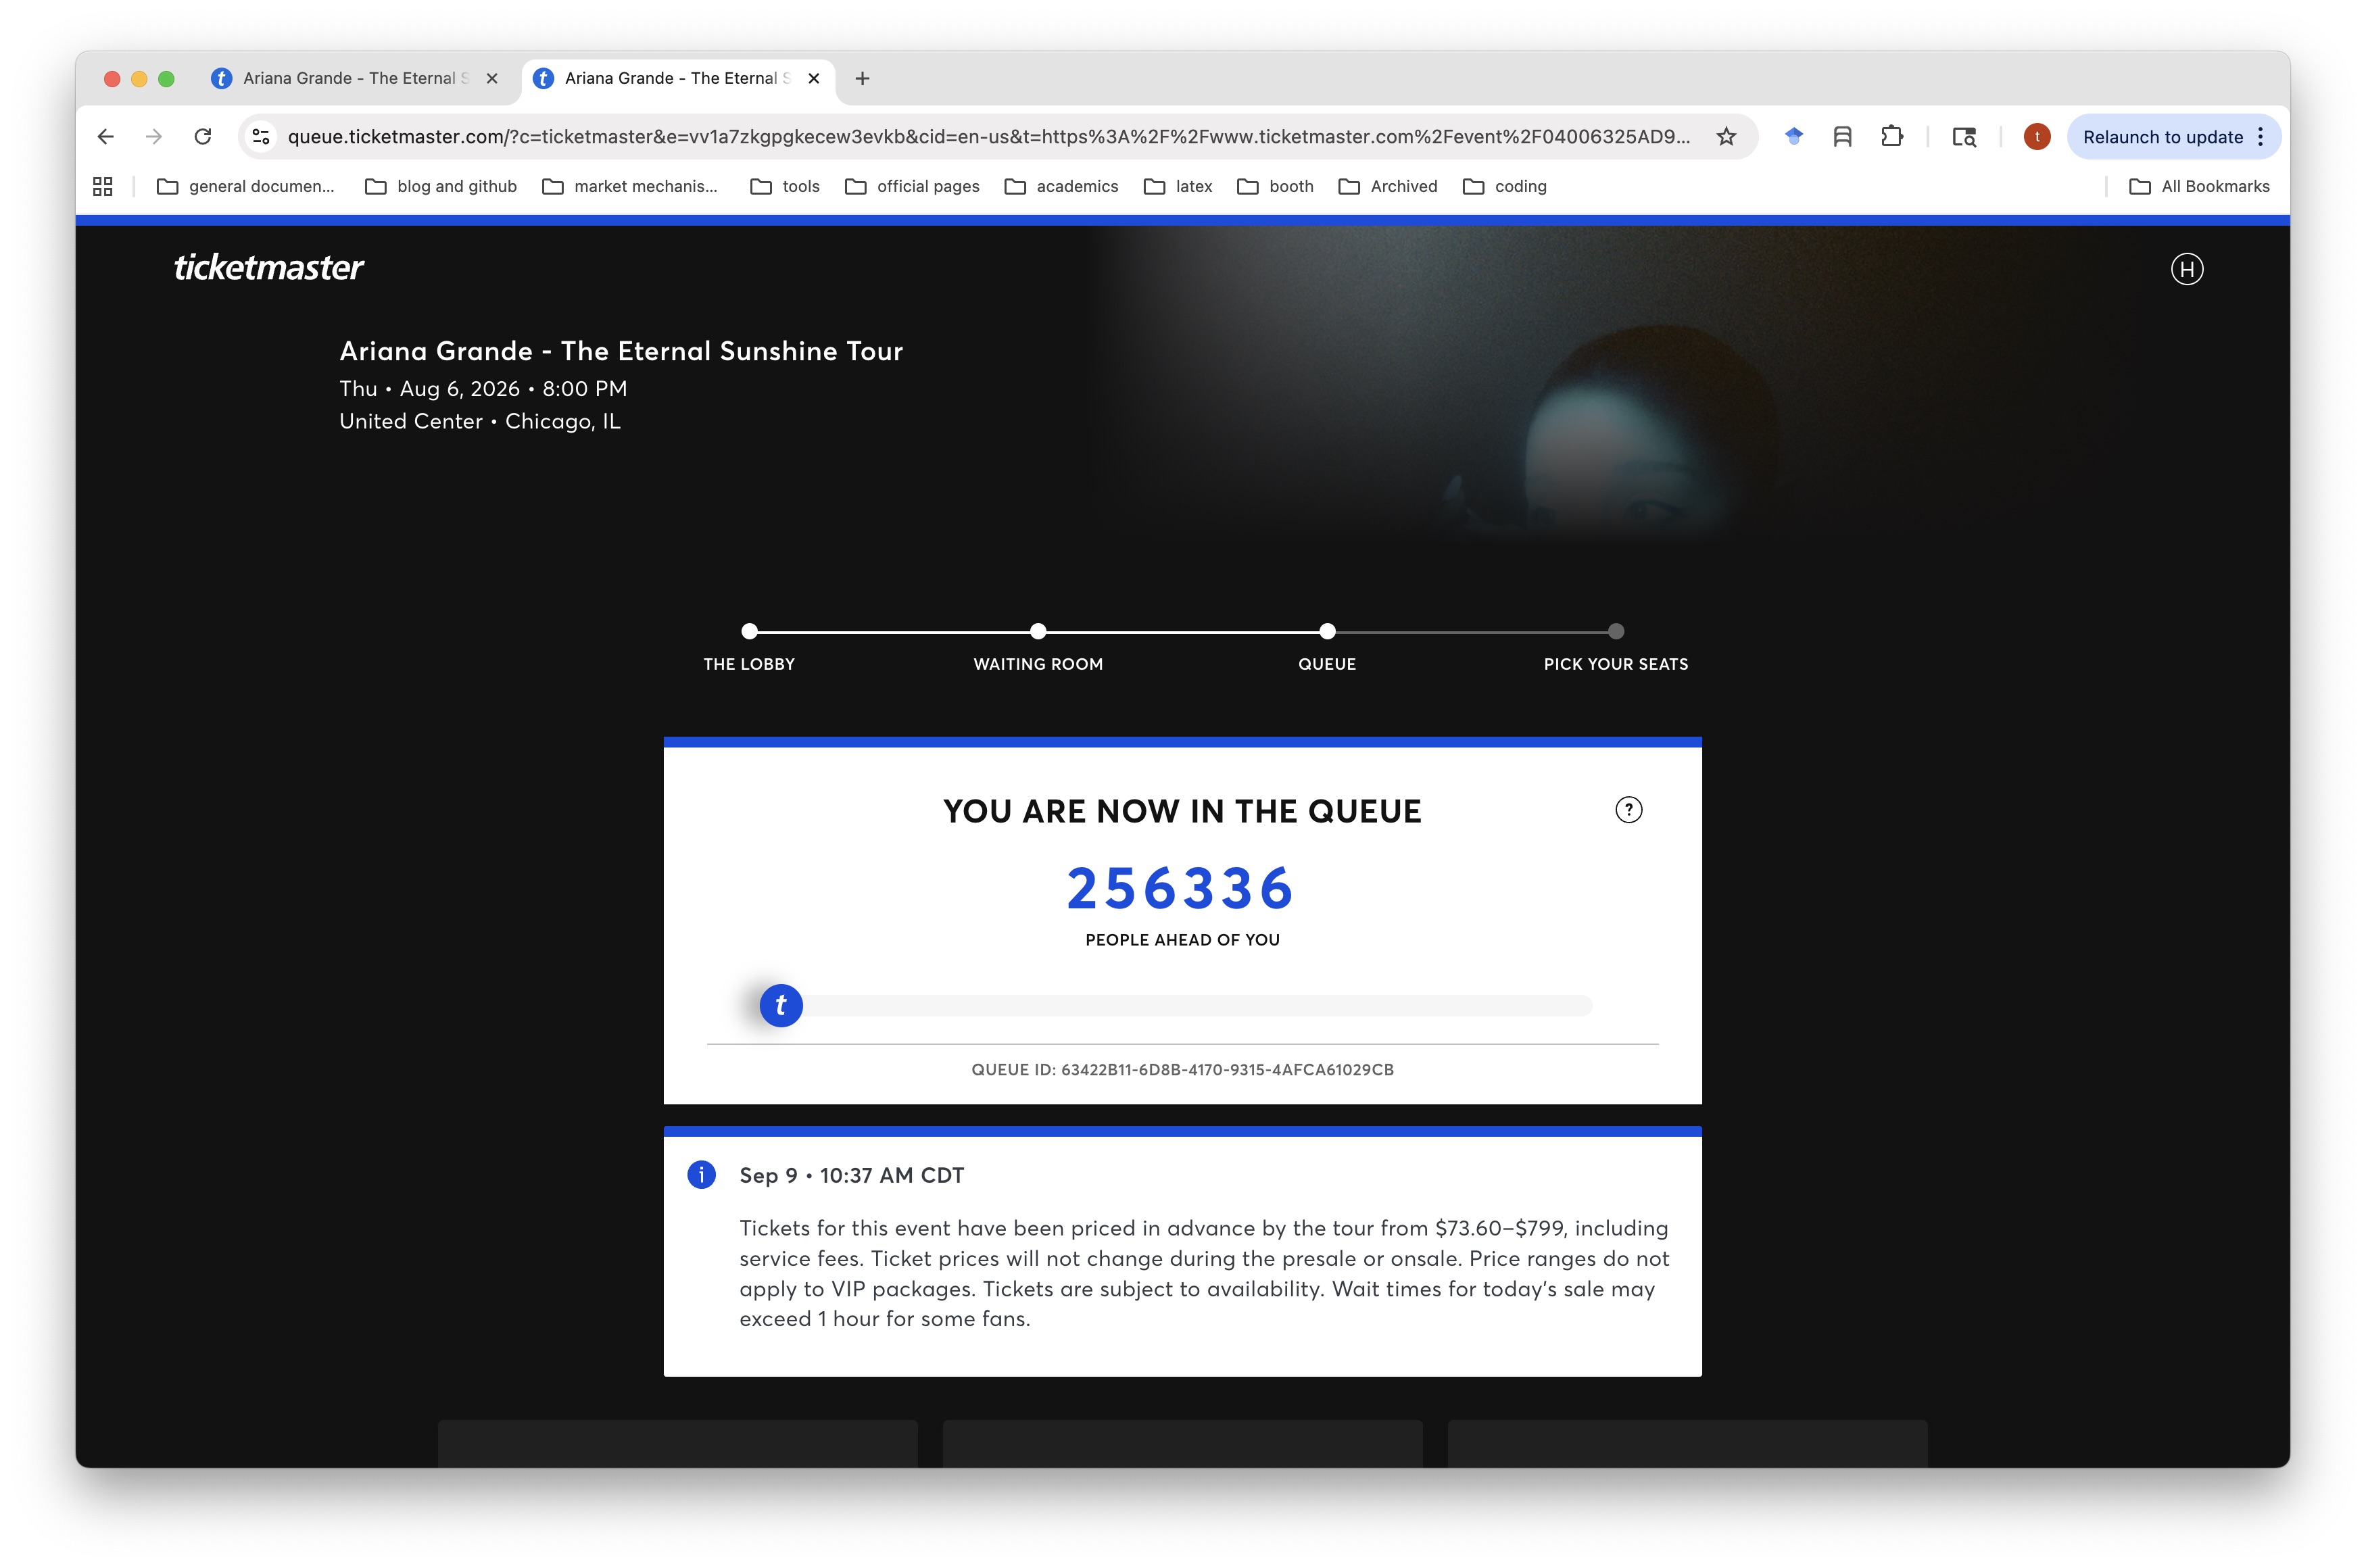 Ariana Grande - The Eternal S
Ariana Grande - The Eternal S
queue.ticketmaster.com/?c=ticketmaster&e=vv1a7zkgpgkecew3evkb&cid=en-us&t=https%3A%2F%2Fwww.ticketmaster.com%2Fevent%2F04006325AD9...
t
Relaunch to update
general documen...
blog and github
market mechanis...
tools
official pages
academics
latex
booth
Archived
coding
All Bookmarks
ticketmaster
H
Ariana Grande - The Eternal Sunshine Tour
Thu • Aug 6, 2026 • 8:00 PM
United Center • Chicago, IL
THE LOBBY
WAITING ROOM
QUEUE
PICK YOUR SEATS
YOU ARE NOW IN THE QUEUE
?
256336
PEOPLE AHEAD OF YOU
t
QUEUE ID: 63422B11-6D8B-4170-9315-4AFCA61029CB
i
Sep 9 • 10:37 AM CDT
Tickets for this event have been priced in advance by the tour from $73.60–$799, including
service fees. Ticket prices will not change during the presale or onsale. Price ranges do not
apply to VIP packages. Tickets are subject to availability. Wait times for today's sale may
exceed 1 hour for some fans.